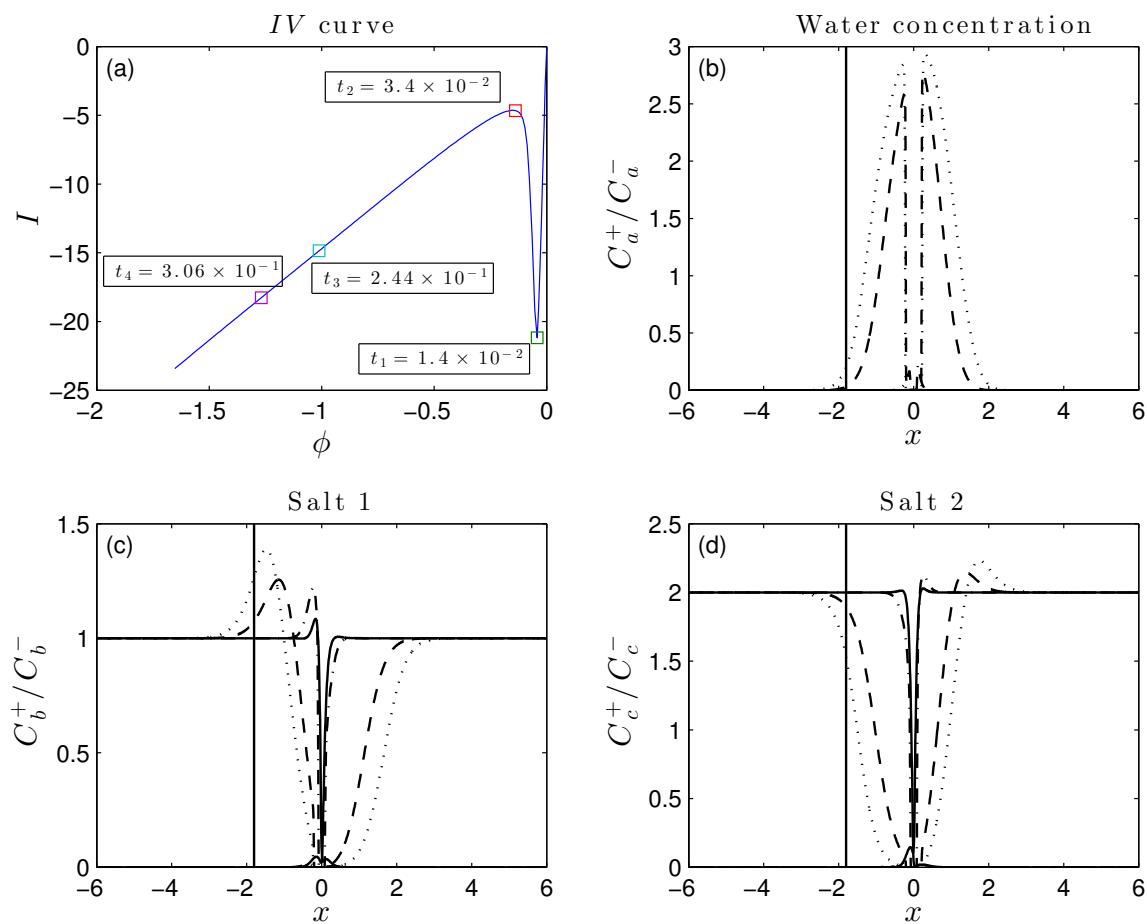 IV curve
(a)
0
−5
−10
−15
−20
−25
I
t₂ = 3.4 × 10⁻²
t₄ = 3.06 × 10⁻¹
t₃ = 2.44 × 10⁻¹
t₁ = 1.4 × 10⁻²
−2 −1.5 −1 −0.5 0
ϕ
Water concentration
(b)
3
2.5
2
1.5
1
0.5
0
C_a^+/C_a^-
−6 −4 −2 0 2 4 6
x
Salt 1
(c)
1.5
1
0.5
0
C_b^+/C_b^-
−6 −4 −2 0 2 4 6
x
Salt 2
(d)
2.5
2
1.5
1
0.5
0
C_c^+/C_c^-
−6 −4 −2 0 2 4 6
x